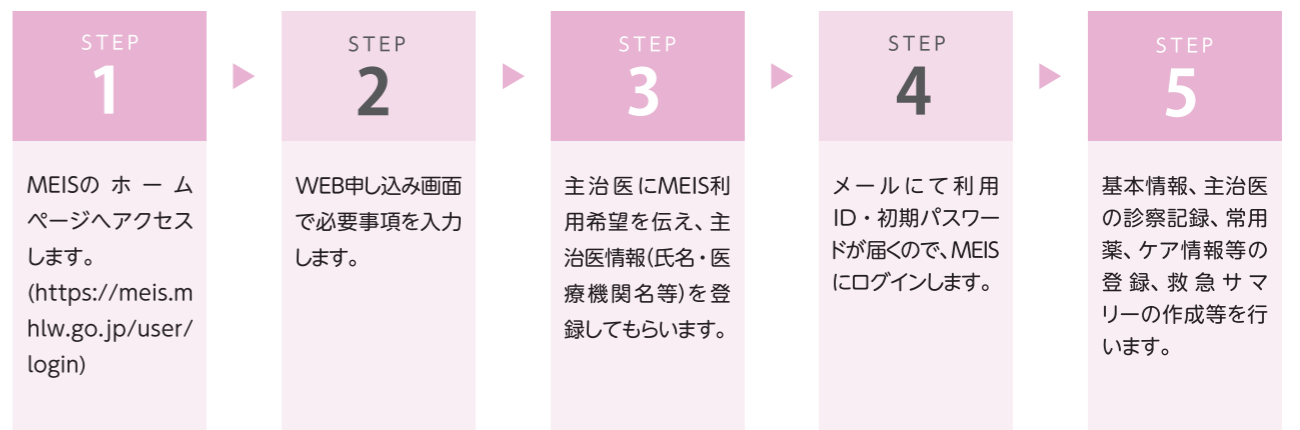 STEP
1
MEISの ホ ー ム
ページへアクセス
します。
(https://meis.m
hlw.go.jp/user/
login)
STEP
2
WEB申し込み画面
で必要事項を入力
します。
STEP
3
主治医にMEIS利
用希望を伝え、主
治医情報(氏名・医
療機関名等)を登
録してもらいます。
STEP
4
メールにて利用
ID・初期パスワー
ドが届くので、MEIS
にログインします。
STEP
5
基本情報、主治医
の診察記録、常用
薬、ケア情報等の
登録、救急サマ
リーの作成等を行
います。